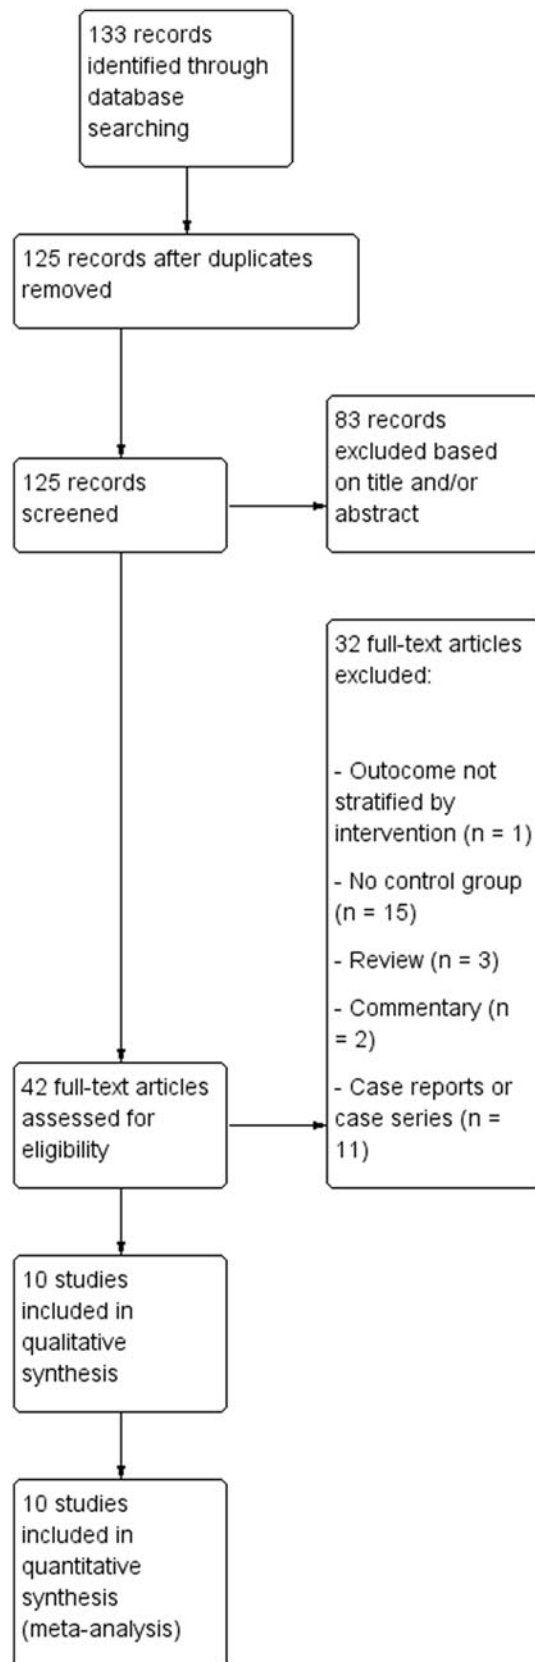 133 records
identified through
database
searching
125 records after duplicates
removed
125 records
screened
83 records
excluded based
on title and/or
abstract
32 full-text articles
excluded:
- Outocome not
stratified by
intervention (n = 1)
- No control group
(n = 15)
- Review (n = 3)
- Commentary (n
= 2)
- Case reports or
case series (n =
11)
42 full-text articles
assessed for
eligibility
10 studies
included in
qualitative
synthesis
10 studies
included in
quantitative
synthesis
(meta-analysis)